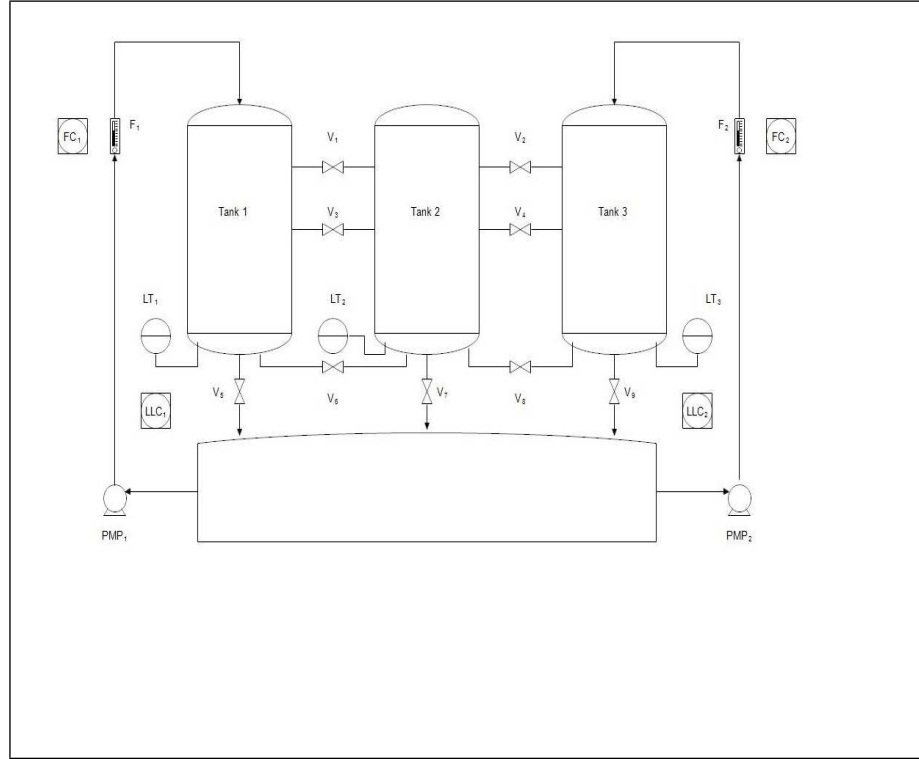 F₁
FC₁
V₁
V₂
F₂
FC₂
Tank 1
V₃
Tank 2
V₄
Tank 3
LT₁
LT₂
LT₃
V₅
V₆
V₇
V₈
V₉
LLC₁
LLC₂
PMP₁
PMP₂